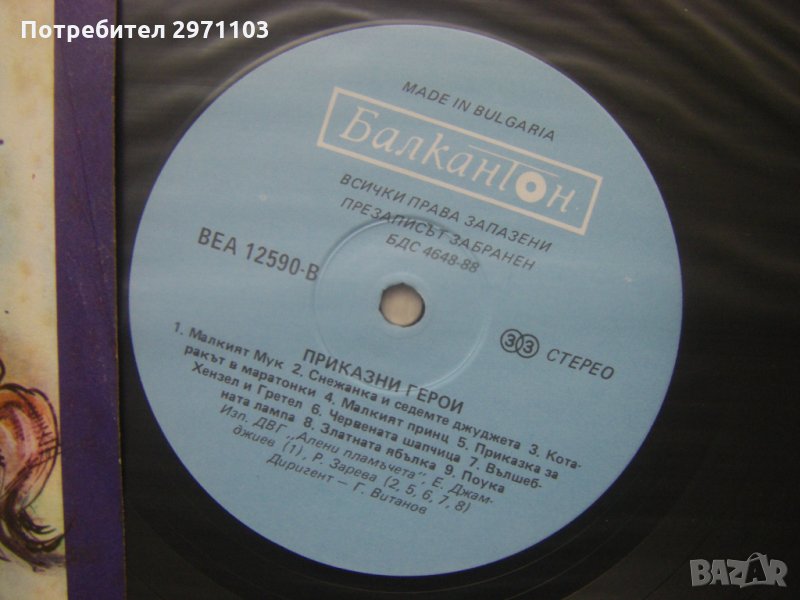 Потребител 2971103
MADE IN BULGARIA
Балкантон
ВСИЧКИ ПРАВА ЗАПАЗЕНИ
ПРЕЗАПИСЪТ ЗАБРАНЕН
БДС 4648-88
ВЕА 12590-В
33 СТЕРЕО
ПРИКАЗНИ ГЕРОИ
1. Малкият Мук 2. Снежанка и седемте джуджета 3. Кота-
ракът в маратонки 4. Малкият принц 5. Приказка за
Хензел и Гретел 6. Червената шапчица 7. Вълшеб-
ната лампа 8. Златната ябълка 9. Поука
Изп. ДВГ „Алени пламъчета", Е. Джам-
джиев (1), Р. Зарева (2, 5, 6, 7, 8)
Диригент – Г. Витанов
BAZAR